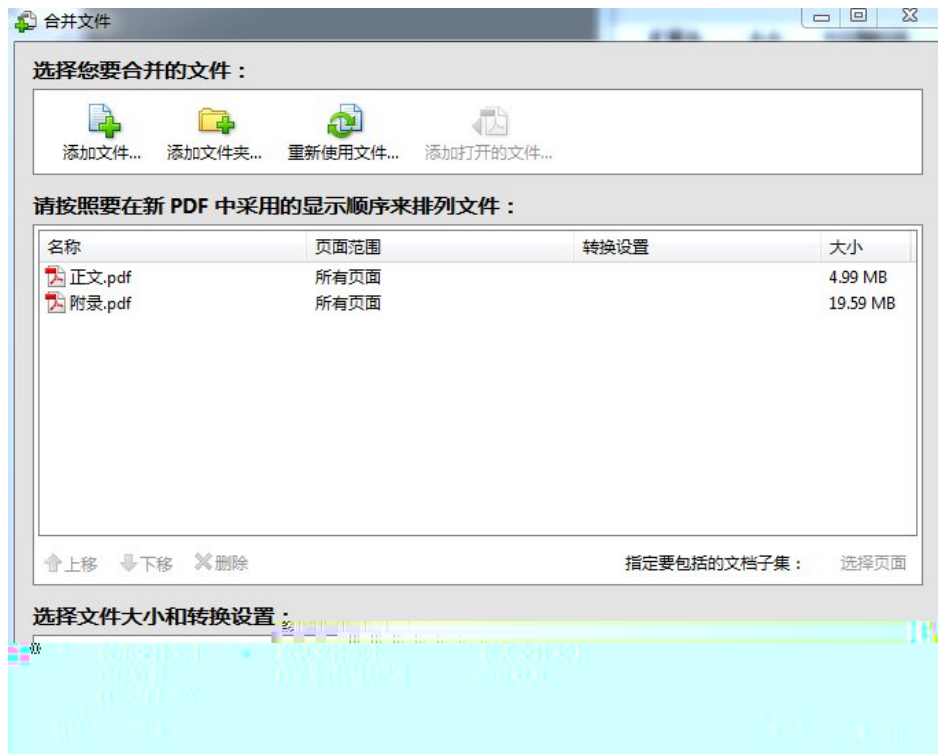 合并文件
选择您要合并的文件：
添加文件... 添加文件夹... 重新使用文件... 添加打开的文件...
请按照要在新 PDF 中采用的显示顺序来排列文件：
名称 页面范围 转换设置 大小
正文.pdf 所有页面 4.99 MB
附录.pdf 所有页面 19.59 MB
上移 下移 删除 指定要包括的文档子集： 选择页面
选择文件大小和转换设置：